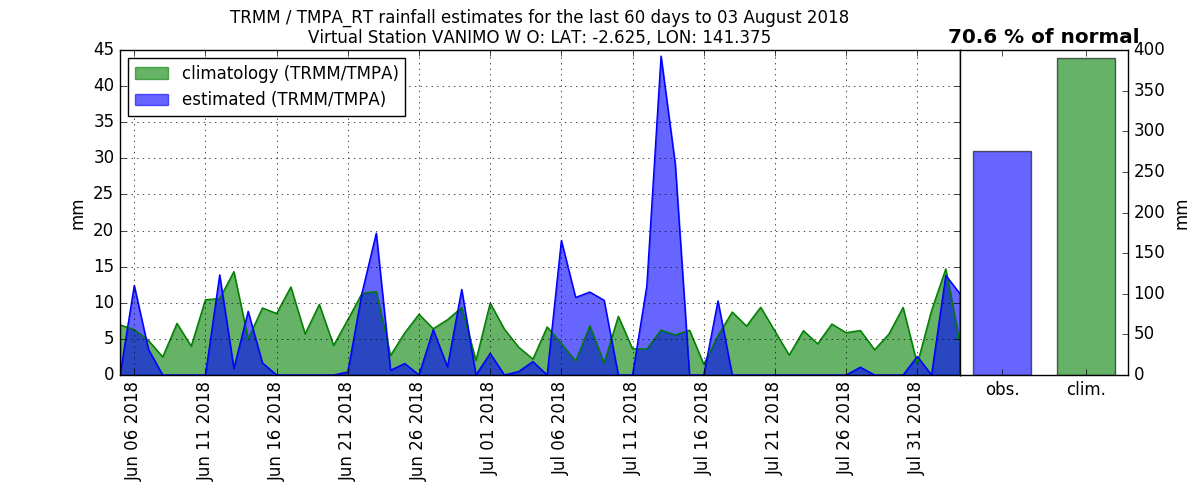 TRMM / TMPA_RT rainfall estimates for the last 60 days to 03 August 2018
Virtual Station VANIMO W O: LAT: -2.625, LON: 141.375
70.6 % of normal
climatology (TRMM/TMPA)
estimated (TRMM/TMPA)
mm
45
40
35
30
25
20
15
10
5
0
Jun 06 2018
Jun 11 2018
Jun 16 2018
Jun 21 2018
Jun 26 2018
Jul 01 2018
Jul 06 2018
Jul 11 2018
Jul 16 2018
Jul 21 2018
Jul 26 2018
Jul 31 2018
obs.
clim.
400
350
300
250
200
150
100
50
0
mm